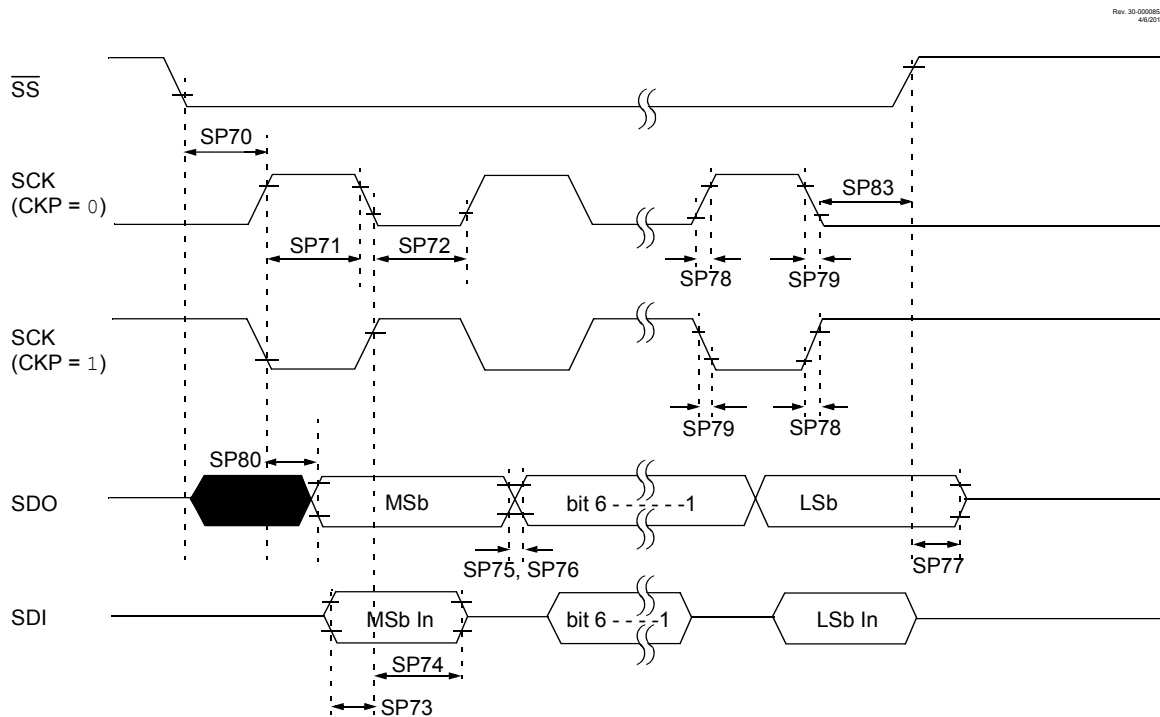 Rev. 30-000085
4/6/201
SS
SP70
SCK
(CKP = 0)
SP83
SP71
SP72
SP78
SP79
SCK
(CKP = 1)
SP79
SP78
SP80
SDO
MSb
bit 6 - - - - - -1
LSb
SP75, SP76
SP77
SDI
MSb In
bit 6 - - - -1
LSb In
SP74
SP73